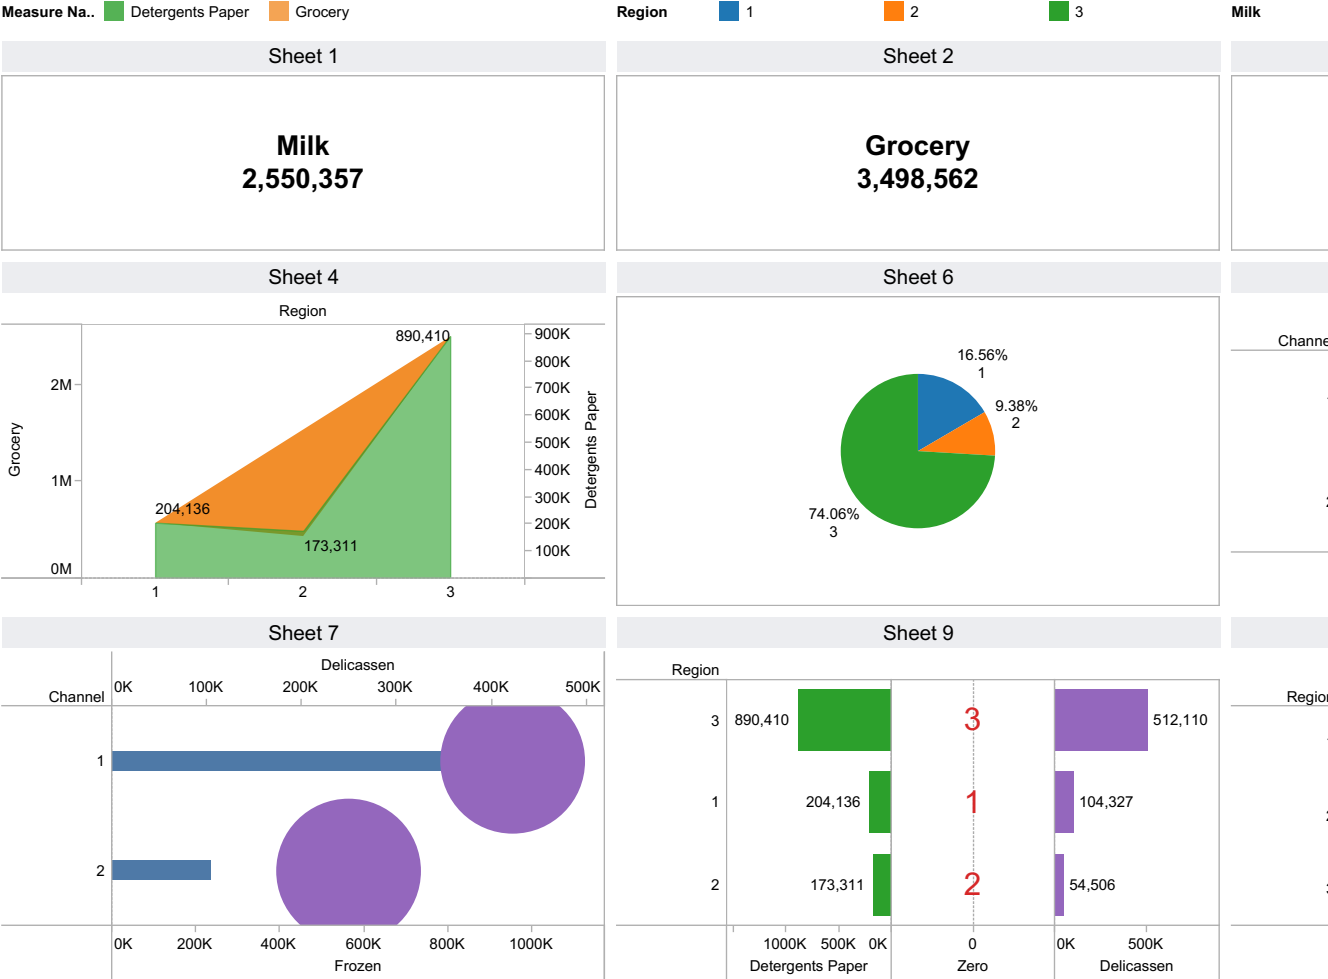 Measure Na.. Detergents Paper Grocery
Region 1 2 3
Milk
Sheet 1
Milk
2,550,357
Sheet 2
Grocery
3,498,562
Sheet 4
Region
890,410
204,136
173,311
Grocery
2M
1M
0M
900K
800K
700K
600K
500K
400K
300K
200K
100K
Detergents Paper
1 2 3
Sheet 6
16.56%
1
9.38%
2
74.06%
3
Channe
Sheet 7
Delicassen
Channel 0K 100K 200K 300K 400K 500K
1
2
0K 200K 400K 600K 800K 1000K
Frozen
Sheet 9
Region
3 890,410 3 512,110
1 204,136 1 104,327
2 173,311 2 54,506
1000K 500K 0K 0 0K 500K
Detergents Paper Zero Delicassen
Region